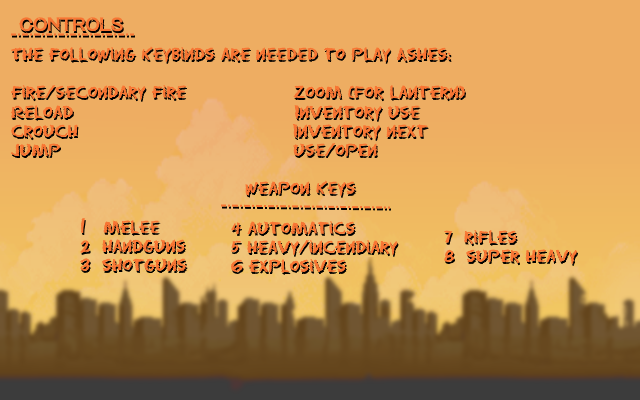 CONTROLS
THE FOLLOWING KEYBINDS ARE NEEDED TO PLAY ASHES:
FIRE/SECONDARY FIRE
RELOAD
CROUCH
JUMP
ZOOM (FOR LANTERN)
INVENTORY USE
INVENTORY NEXT
USE/OPEN
WEAPON KEYS
1 MELEE
2 HANDGUNS
3 SHOTGUNS
4 AUTOMATICS
5 HEAVY/INCENDIARY
6 EXPLOSIVES
7 RIFLES
8 SUPER HEAVY